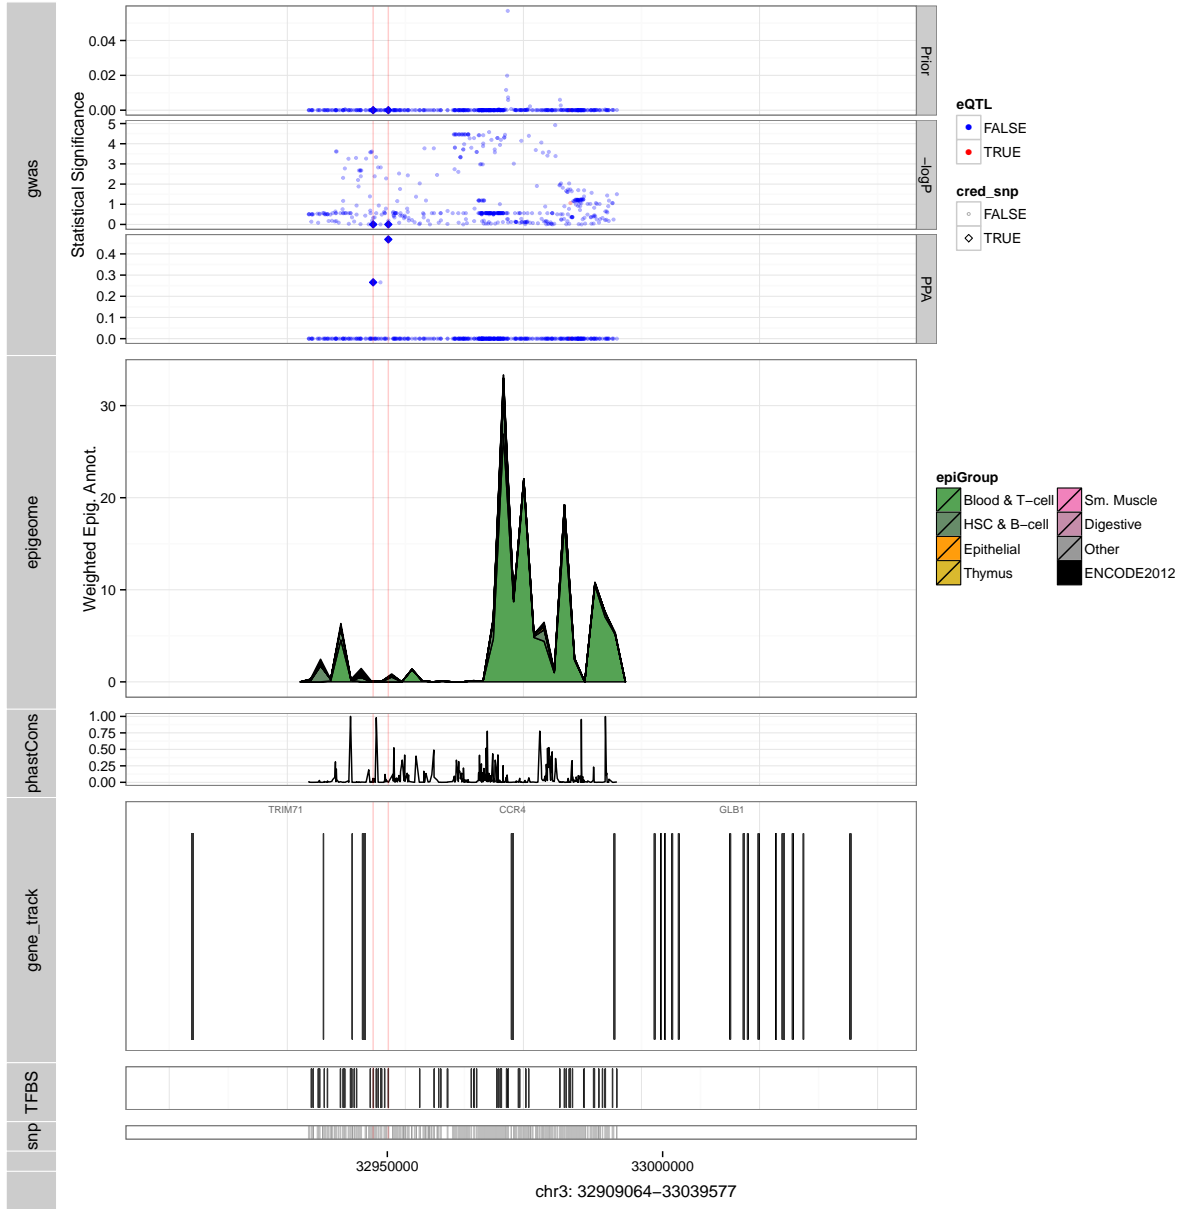 gwas
Statistical Significance
0.04
0.02
0.00
Prior
5
4
3
2
1
0
−logP
0.4
0.3
0.2
0.1
0.0
PPA
eQTL
FALSE
TRUE
cred_snp
FALSE
TRUE
epigeome
Weighted Epig. Annot.
30
20
10
0
epiGroup
Blood & T−cell
HSC & B−cell
Epithelial
Thymus
Sm. Muscle
Digestive
Other
ENCODE2012
phastCons
1.00
0.75
0.50
0.25
0.00
gene_track
TRIM71 CCR4 GLB1
TFBS
snp
32950000 33000000
chr3: 32909064−33039577